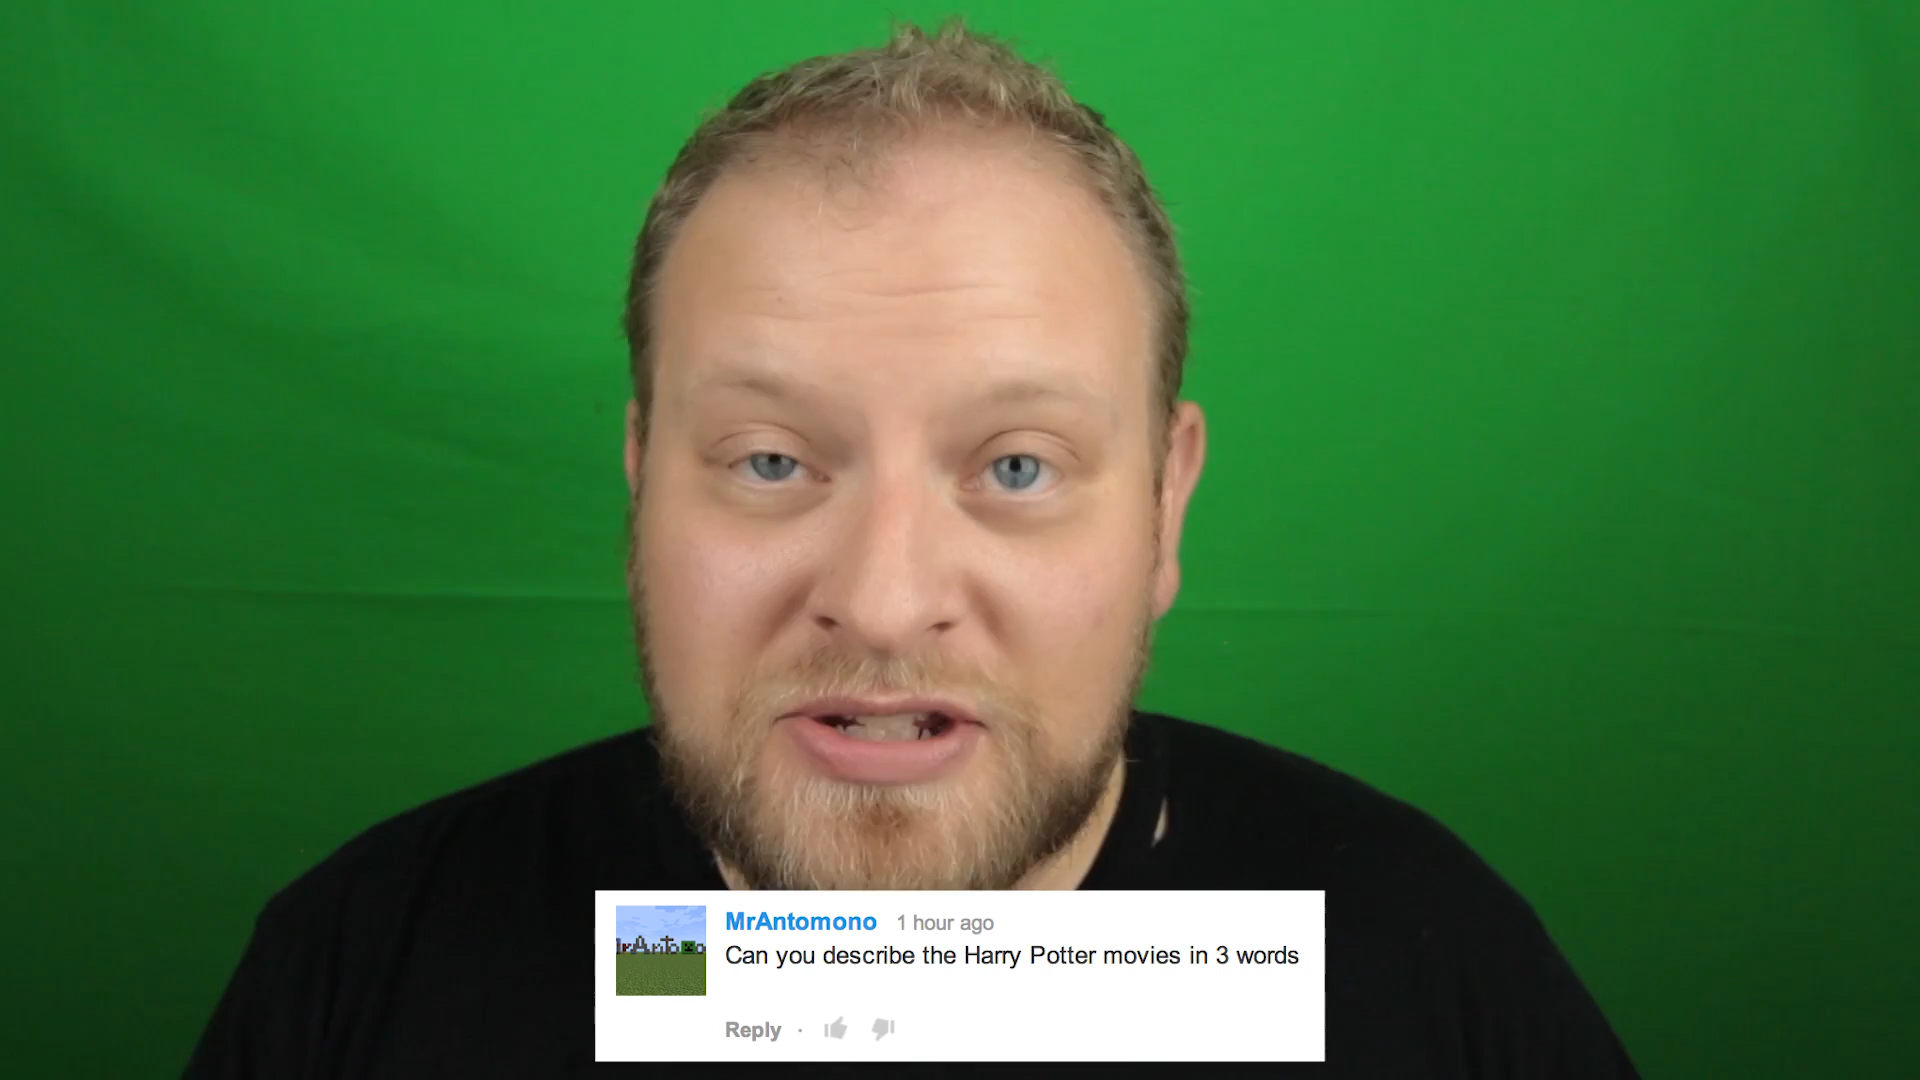 MrAntomono 1 hour ago
Can you describe the Harry Potter movies in 3 words
Reply ·